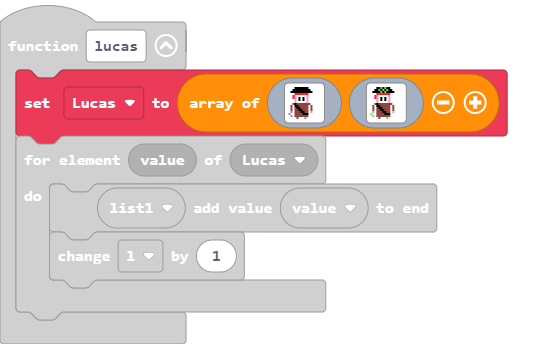 function lucas
set Lucas to array of
for element value of Lucas
do
list1 add value value to end
change l by 1